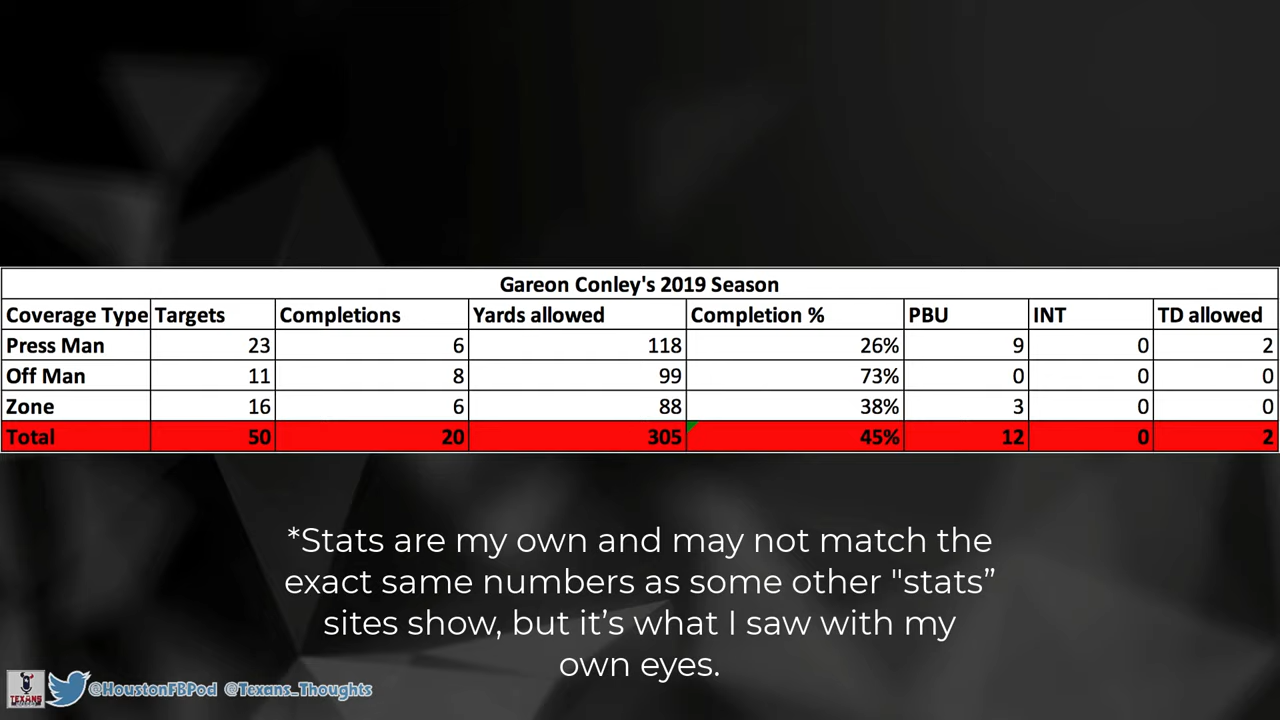 Gareon Conley's 2019 Season
Coverage Type Targets Completions Yards allowed Completion % PBU INT TD allowed
Press Man 23 6 118 26% 9 0 2
Off Man 11 8 99 73% 0 0 0
Zone 16 6 88 38% 3 0 0
Total 50 20 305 45% 12 0 2
*Stats are my own and may not match the
exact same numbers as some other "stats”
sites show, but it’s what I saw with my
own eyes.
TEXANS
@HoustonFBPod @Texans_Thoughts